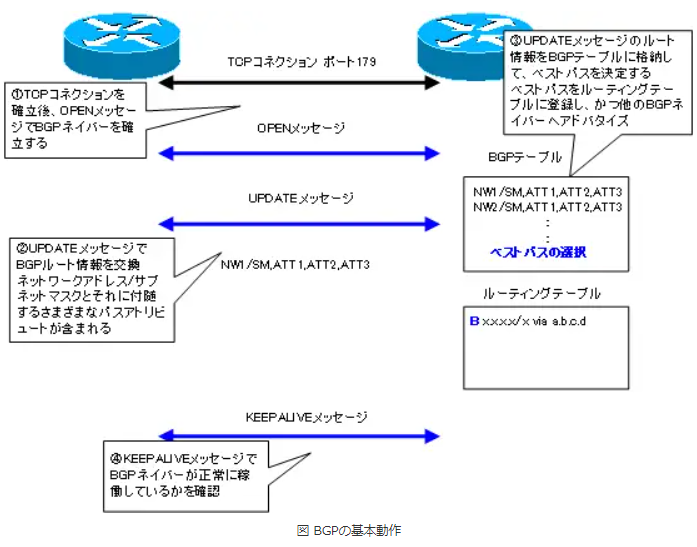 TCPコネクション ポート179
①TCPコネクションを
確立後、OPENメッセー
ジでBGPネイバーを確
立する
③UPDATEメッセージのルート
情報をBGPテーブルに格納し
て、ベストパスを決定する
ベストパスをルーティングテー
ブルに登録し、かつ他のBGPネ
イバーへアドバタイズ
OPENメッセージ
BGPテーブル
NW1/SM,ATT1,ATT2,ATT3
NW2/SM,ATT1,ATT2,ATT3
:
:
ベストパスの選択
UPDATEメッセージ
②UPDATEメッセージで
BGPルート情報を交換
ネットワークアドレス/サブ
ネットマスクとそれに付随
するさまざまなパスアトリビ
ュートが含まれる
NW1/SM,ATT1,ATT2,ATT3
ルーティングテーブル
B x.x.x.x/x via a.b.c.d
KEEPALIVEメッセージ
④KEEPALIVEメッセージで
BGPネイバーが正常に稼
働しているかを確認
図 BGPの基本動作